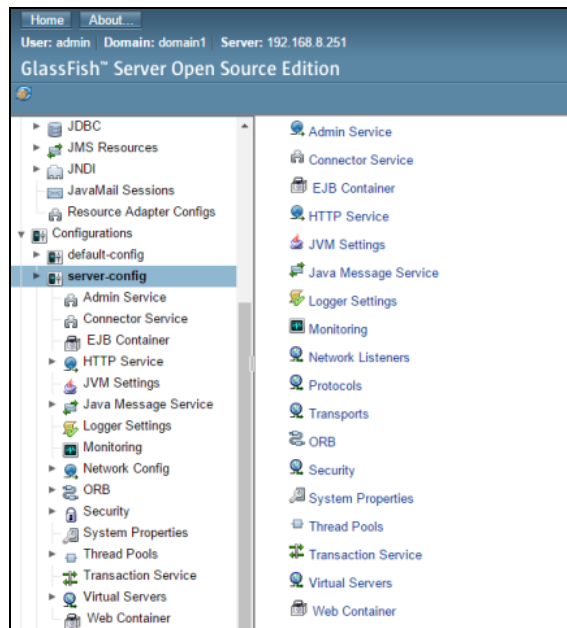 Home About...
User: admin Domain: domain1 Server: 192.168.8.251
GlassFish™ Server Open Source Edition
JDBC
JMS Resources
JNDI
JavaMail Sessions
Resource Adapter Configs
Configurations
default-config
server-config
Admin Service
Connector Service
EJB Container
HTTP Service
JVM Settings
Java Message Service
Logger Settings
Monitoring
Network Config
ORB
Security
System Properties
Thread Pools
Transaction Service
Virtual Servers
Web Container
Admin Service
Connector Service
EJB Container
HTTP Service
JVM Settings
Java Message Service
Logger Settings
Monitoring
Network Listeners
Protocols
Transports
ORB
Security
System Properties
Thread Pools
Transaction Service
Virtual Servers
Web Container